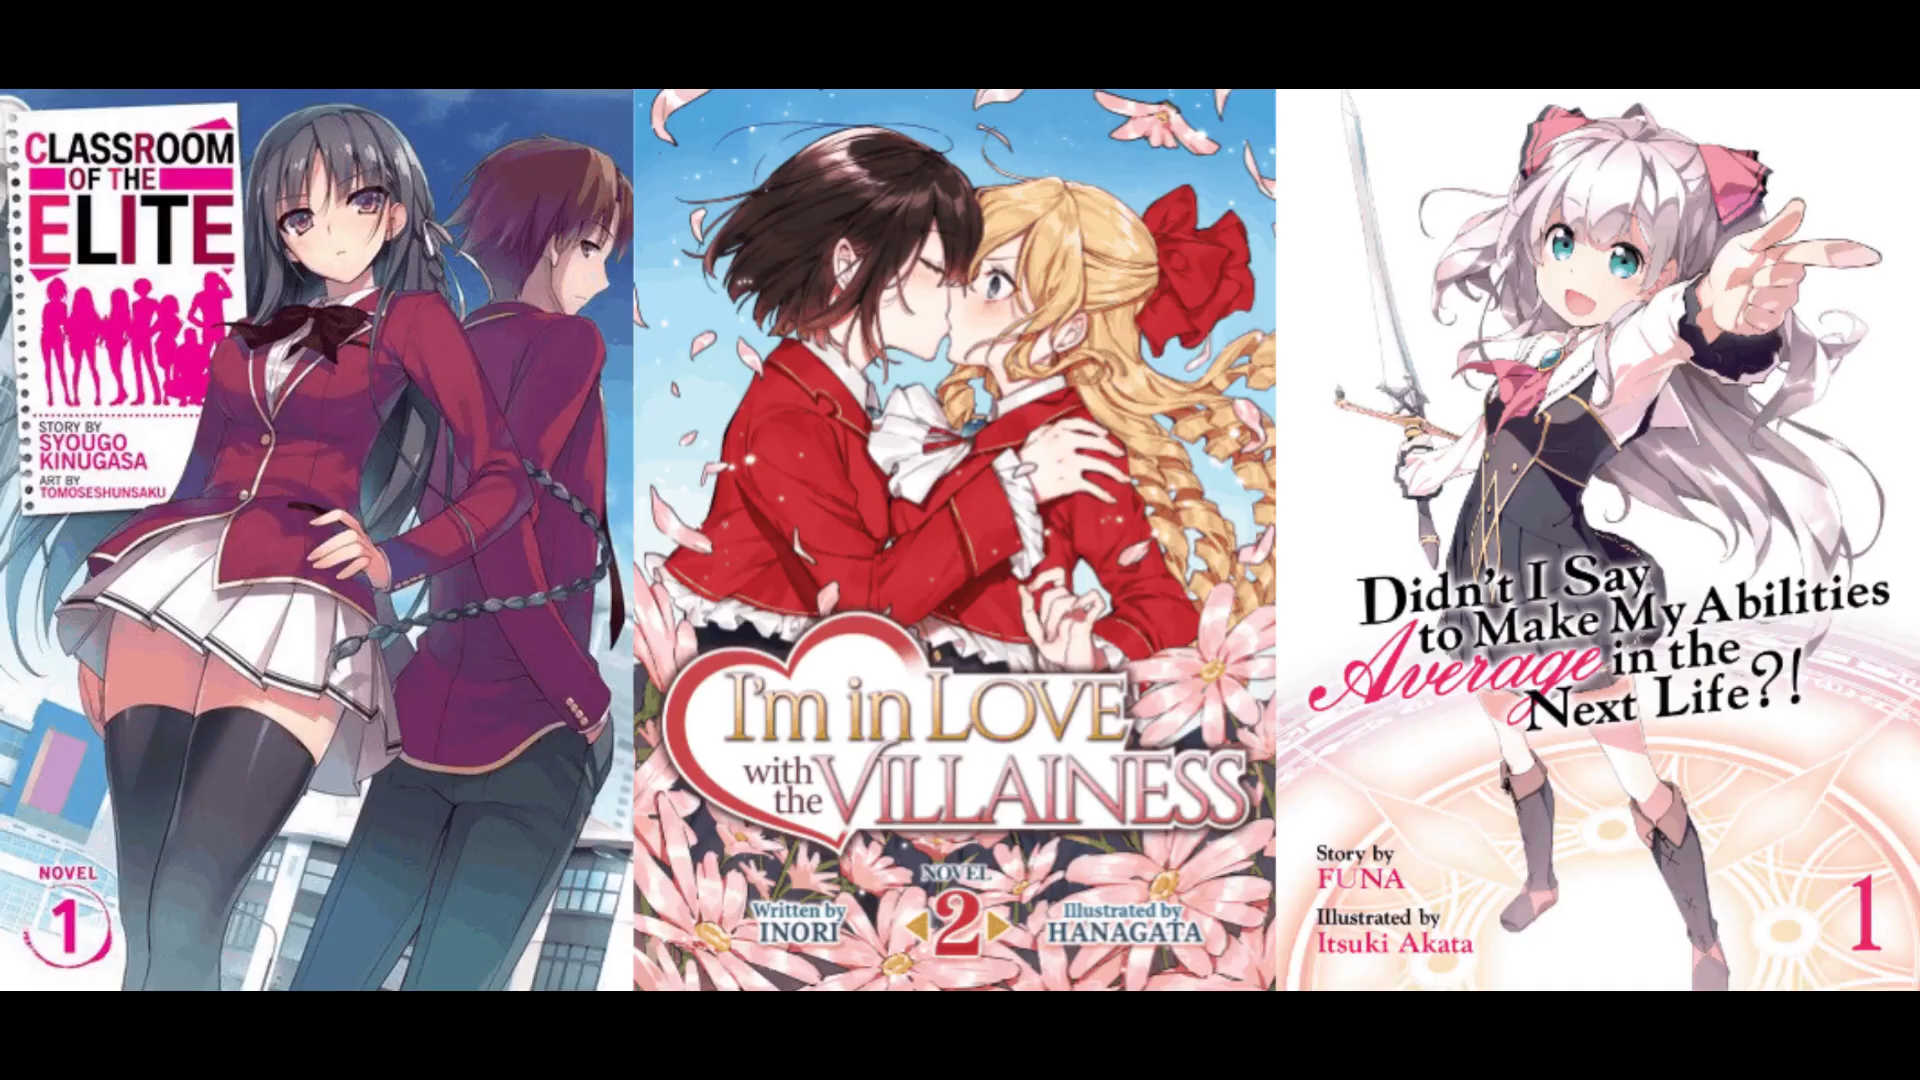 CLASSROOM
OF THE
ELITE
STORY BY
SYOUGO
KINUGASA
ART BY
TOMOSESHUNSAKU
NOVEL
1
I'm in LOVE
with
the VILLAINESS
NOVEL
2
Written by
INORI
Illustrated by
HANAGATA
Didn't I Say
to Make My Abilities
Average in the
Next Life?!
Story by
FUNA
Illustrated by
Itsuki Akata
1